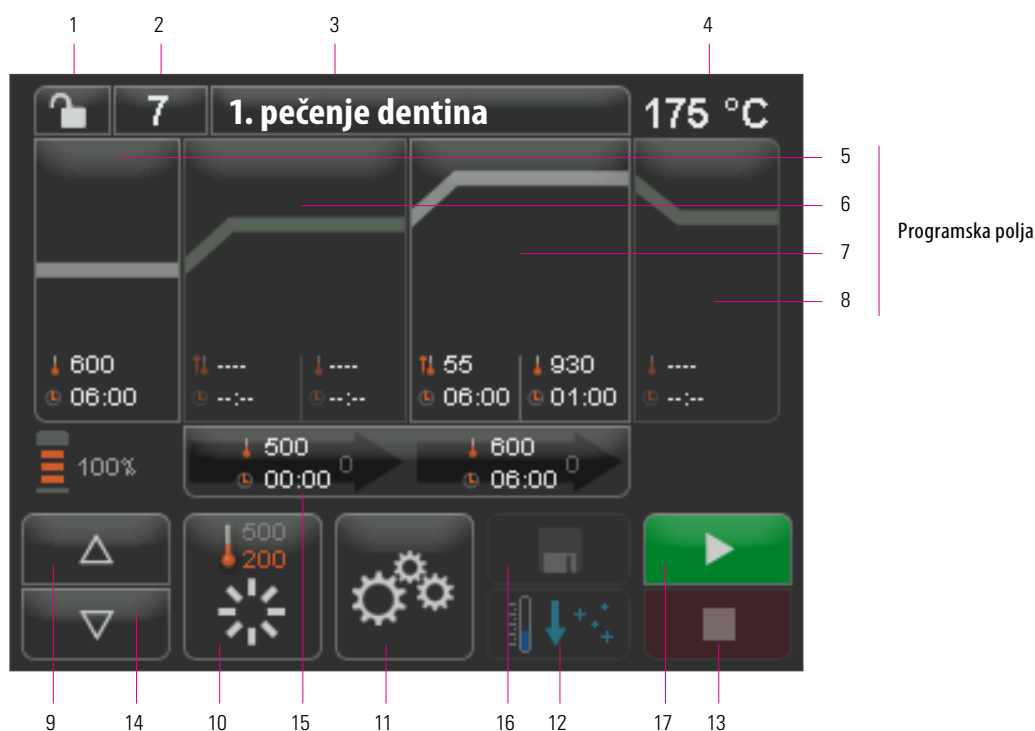 1 2 3 4
7 1. pečenje dentina 175 °C
5
6
7
8
Programska polja
600 ---- ---- 55 930 ----
06:00 --:-- --:-- 06:00 01:00 --:--
100%
500 0 600 0
00:00 06:00
500
200
9 14 10 15 11 16 12 17 13